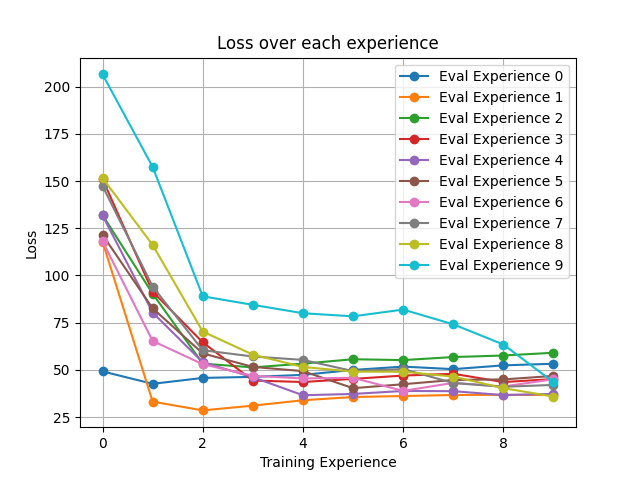 Loss over each experience
Loss
200
175
150
125
100
75
50
25
Eval Experience 0
Eval Experience 1
Eval Experience 2
Eval Experience 3
Eval Experience 4
Eval Experience 5
Eval Experience 6
Eval Experience 7
Eval Experience 8
Eval Experience 9
0 2 4 6 8
Training Experience